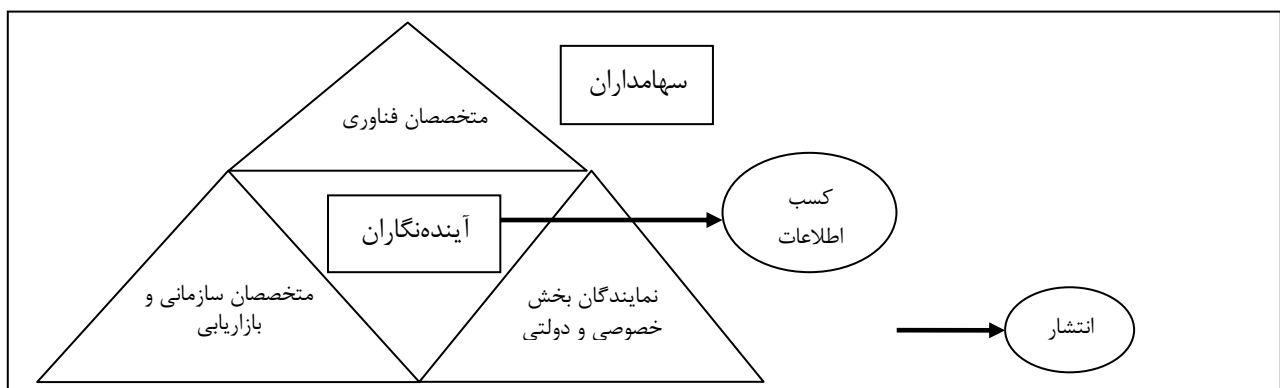 سهامداران
متخصصان فناوری
کسب
اطلاعات
آینده‌نگاران
متخصصان سازمانی و
بازاریابی
نمایندگان بخش
خصوصی و دولتی
انتشار